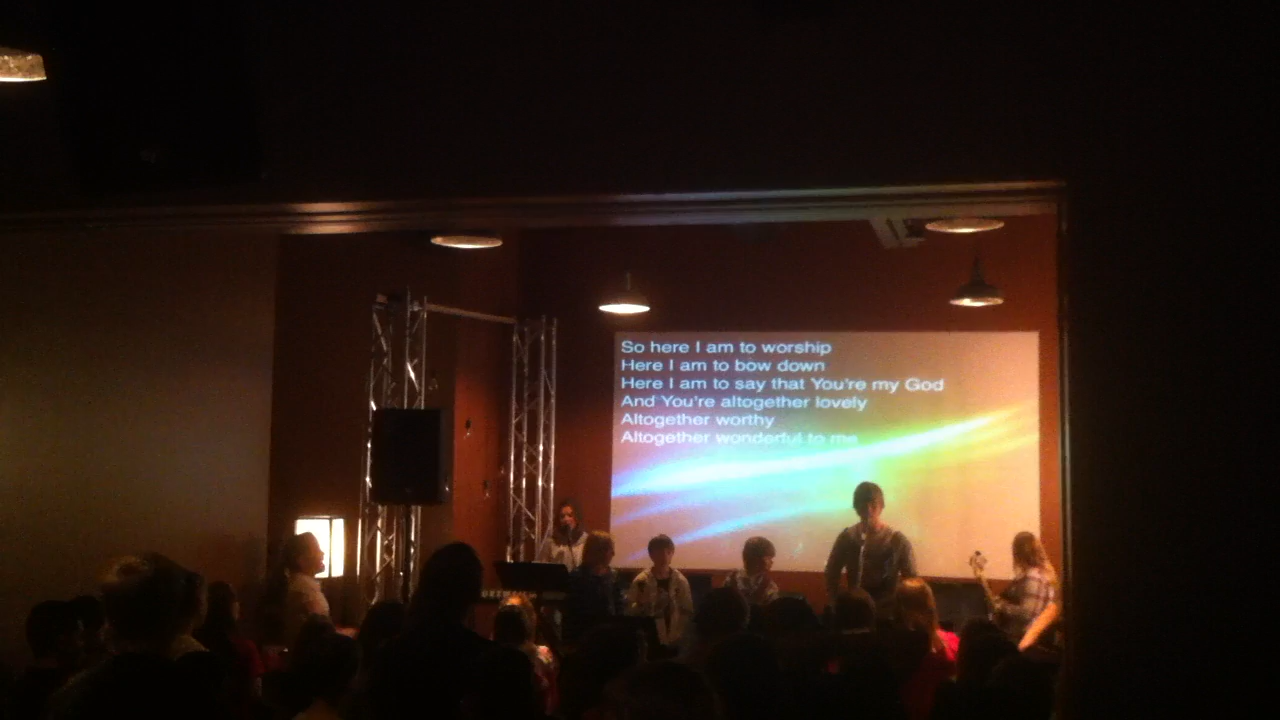 So here I am to worship
Here I am to bow down
Here I am to say that You're my God
And You're altogether lovely
Altogether worthy
Altogether wonderful to me